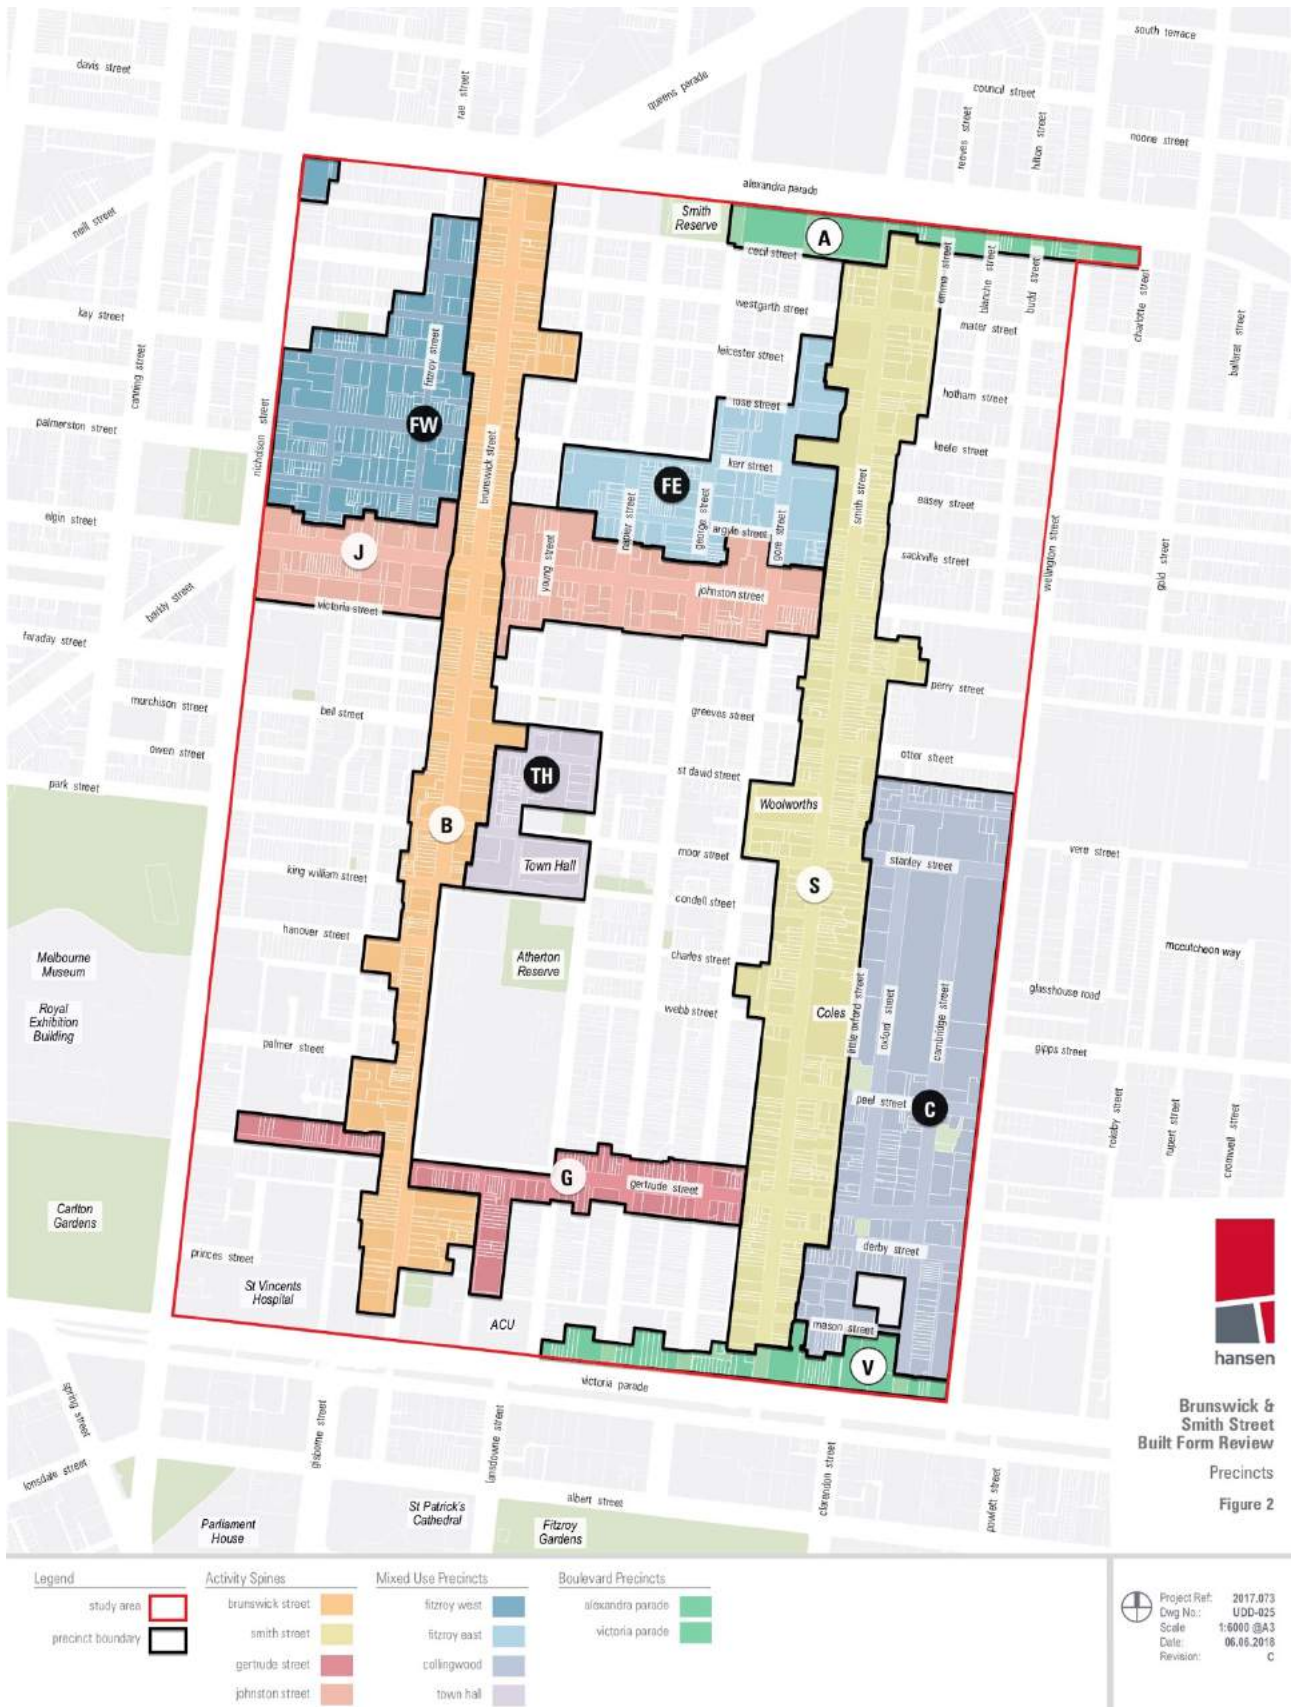 south terrace
davis street
rae street
queens parade
council street
reeves street
hilton street
noone street
alexandra parade
neill street
Smith
Reserve
A
cecil street
emma street
blanche street
budd street
charlotte street
ballarat street
westgarth street
mater street
kay street
canning street
fitzroy street
leicester street
hotham street
rose street
palmerston street
nicholson street
FW
brunswick street
keele street
kerr street
smith street
FE
easey street
elgin street
napier street
george street
argyle street
gore street
sackville street
wellington street
gold street
J
young street
johnston street
barkly street
victoria street
faraday street
perry street
murchison street
bell street
greeves street
owen street
otter street
park street
TH
st david street
Woolworths
B
vere street
moor street
stanley street
Town Hall
king william street
S
condell street
hanover street
mccutcheon way
Melbourne
Museum
Atherton
Reserve
charles street
glasshouse road
Royal
Exhibition
Building
webb street
Coles
little oxford street
oxford street
cambridge street
palmer street
gipps street
peel street
C
rokeby street
rupert street
cromwell street
G
gertrude street
Carlton
Gardens
princes street
derby street
St Vincents
Hospital
ACU
mason street
V
victoria parade
spring street
gisborne street
lansdowne street
clarendon street
powlett street
lonsdale street
albert street
Parliament
House
St Patrick's
Cathedral
Fitzroy
Gardens
hansen
Brunswick &
Smith Street
Built Form Review
Precincts
Figure 2
Legend
study area
precinct boundary
Activity Spines
brunswick street
smith street
gertrude street
johnston street
Mixed Use Precincts
fitzroy west
fitzroy east
collingwood
town hall
Boulevard Precincts
alexandra parade
victoria parade
Project Ref: 2017.073
Dwg No.: UDD-025
Scale 1:6000 @A3
Date: 06.06.2018
Revision: C